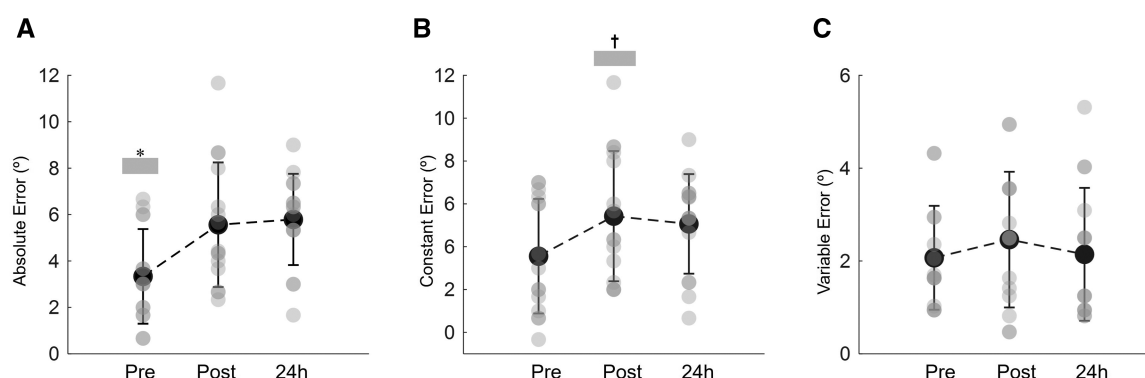 A
Absolute Error (º)
12
10
8
6
4
2
0
*
Pre
Post
24h
B
Constant Error (º)
12
10
8
6
6
2
0
†
Pre
Post
24h
C
Variable Error (º)
6
4
2
0
Pre
Post
24h